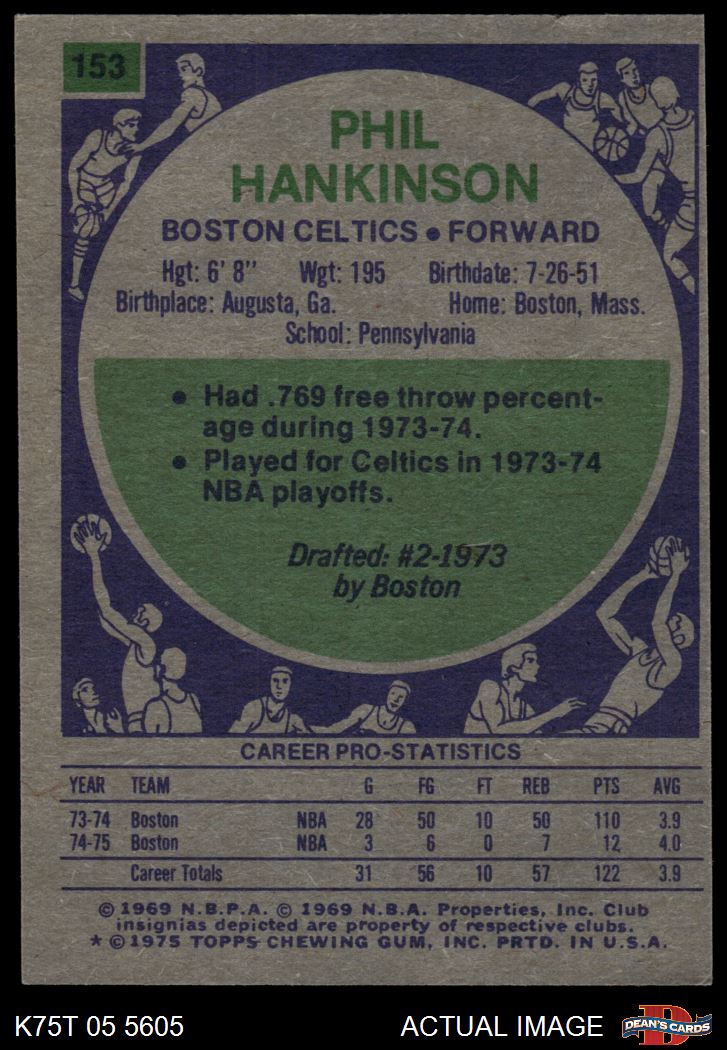 153
PHIL
HANKINSON
BOSTON CELTICS • FORWARD
Hgt: 6' 8" Wgt: 195 Birthdate: 7-26-51
Birthplace: Augusta, Ga. Home: Boston, Mass.
School: Pennsylvania
• Had .769 free throw percent-
age during 1973-74.
• Played for Celtics in 1973-74
NBA playoffs.
Drafted: #2-1973
by Boston
CAREER PRO-STATISTICS
YEAR TEAM G FG FT REB PTS AVG
73-74 Boston NBA 28 50 10 50 110 3.9
74-75 Boston NBA 3 6 0 7 12 4.0
Career Totals 31 56 10 57 122 3.9
© 1969 N.B.P.A. © 1969 N.B.A. Properties, Inc. Club
insignias depicted are property of respective clubs.
* © 1975 TOPPS CHEWING GUM, INC. PRTD. IN U.S.A.
K75T 05 5605 ACTUAL IMAGE D DEAN'S CARDS